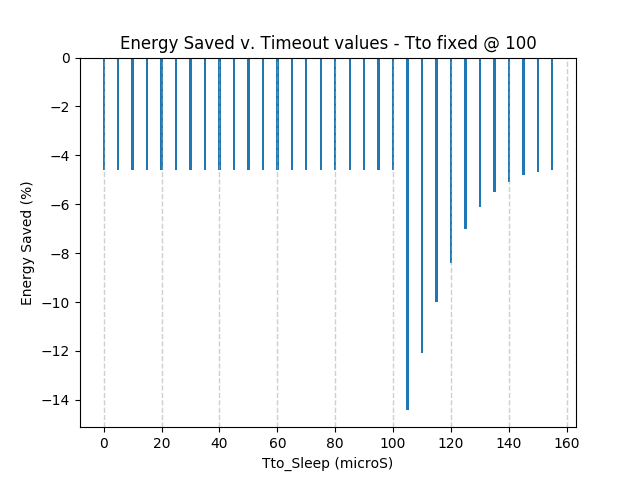 Energy Saved v. Timeout values - Tto fixed @ 100
0
−2
−4
−6
−8
−10
−12
−14
Energy Saved (%)
0 20 40 60 80 100 120 140 160
Tto_Sleep (microS)